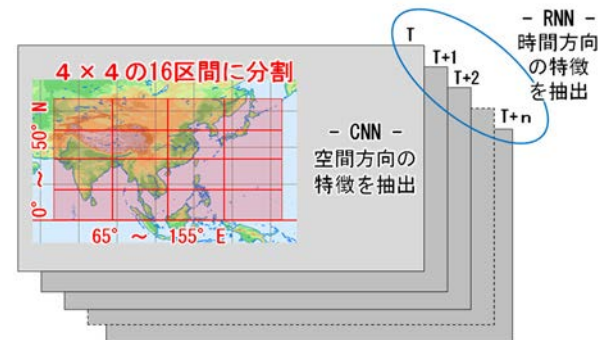 - RNN -
時間方向
の特徴
を抽出
T
T+1
T+2
T+n
4×4の16区間に分割
0° ～ 50° N
65° ～ 155° E
- CNN -
空間方向の
特徴を抽出